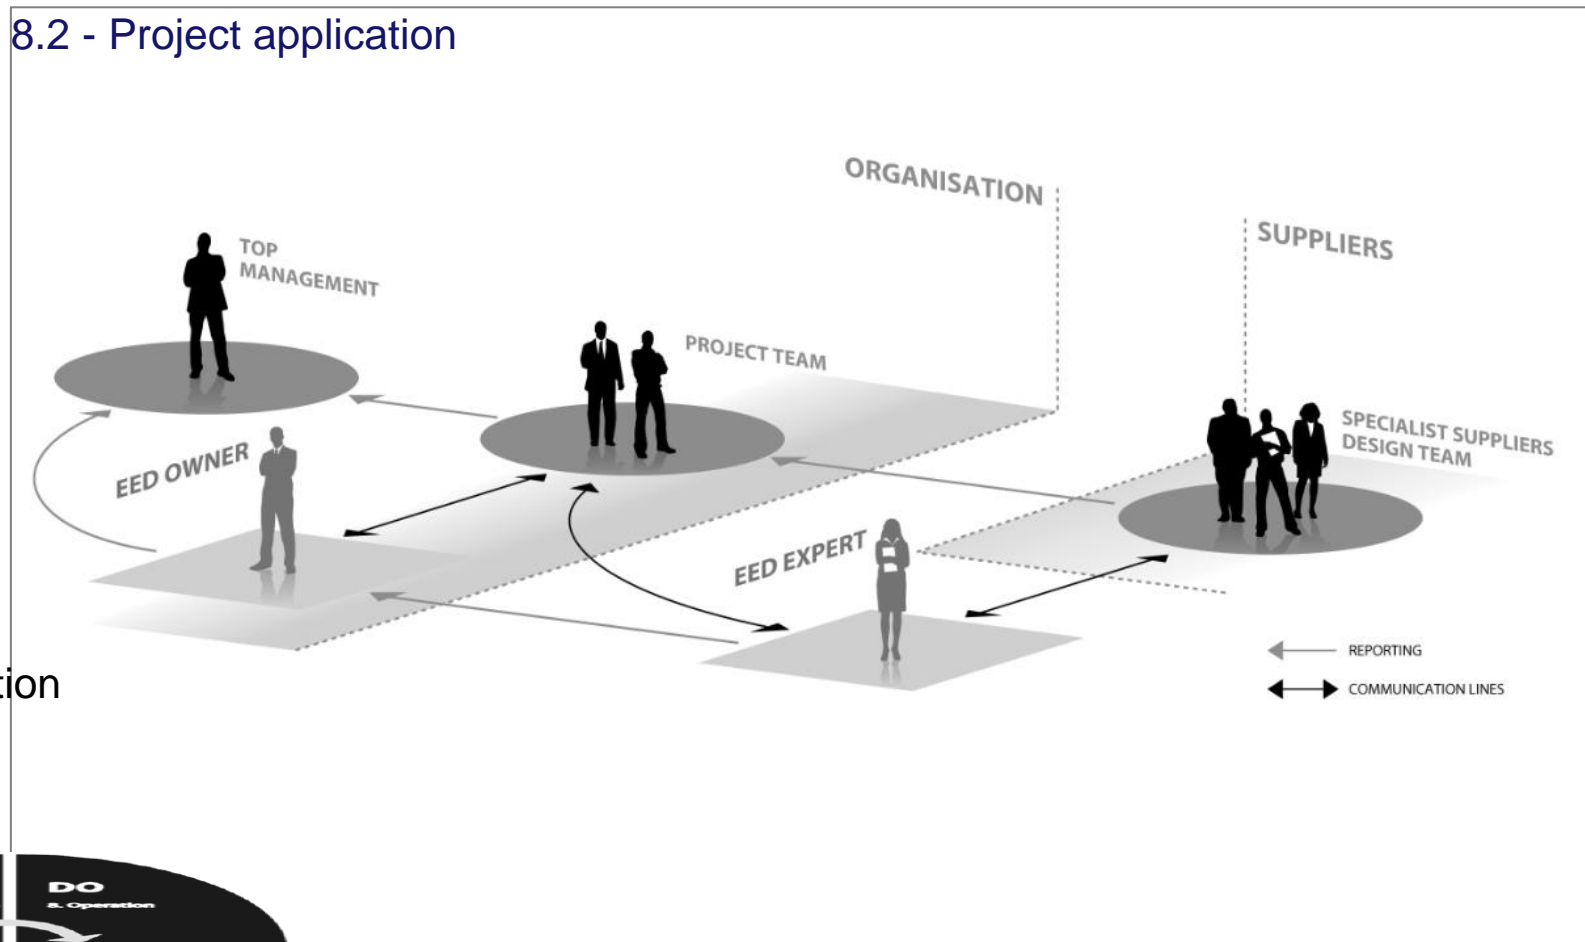 8.2 - Project application
ORGANISATION
SUPPLIERS
TOP
MANAGEMENT
PROJECT TEAM
SPECIALIST SUPPLIERS
DESIGN TEAM
EED OWNER
EED EXPERT
REPORTING
tion
COMMUNICATION LINES
DO
8. Operation